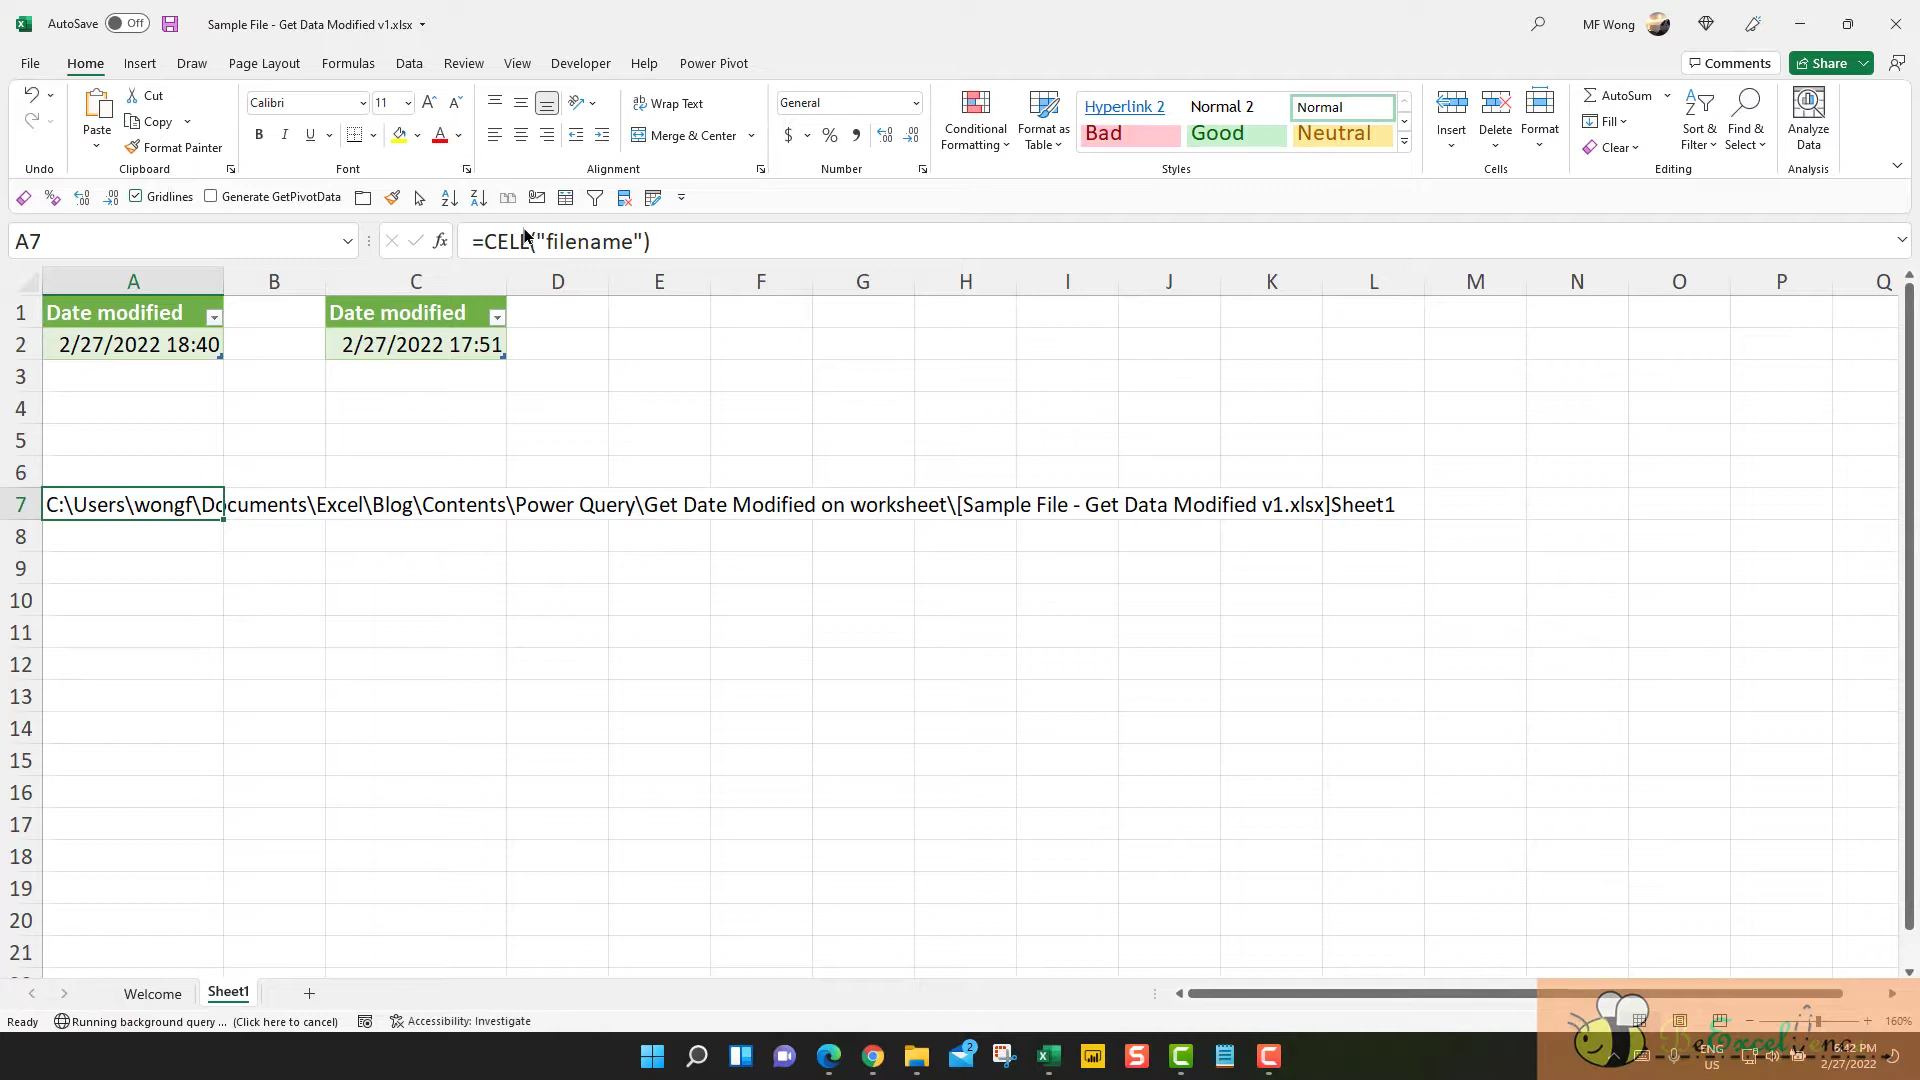 AutoSave Off Sample File - Get Data Modified v1.xlsx MF Wong
File Home Insert Draw Page Layout Formulas Data Review View Developer Help Power Pivot Comments Share
Cut
Copy
Format Painter
Paste
Calibri 11
B I U A
Wrap Text
Merge & Center
General
$ % ,
Conditional Formatting
Format as Table
Hyperlink 2 Normal 2 Normal
Bad Good Neutral
Insert Delete Format
AutoSum
Fill
Clear
Sort & Filter
Find & Select
Analyze Data
Undo Clipboard Font Alignment Number Styles Cells Editing Analysis
Gridlines Generate GetPivotData
A7 fx =CELL("filename")
A B C D E F G H I J K L M N O P Q
1 Date modified Date modified
2 2/27/2022 18:40 2/27/2022 17:51
3
4
5
6
7 C:\Users\wongf\Documents\Excel\Blog\Contents\Power Query\Get Date Modified on worksheet\[Sample File - Get Data Modified v1.xlsx]Sheet1
8
9
10
11
12
13
14
15
16
17
18
19
20
21
Welcome Sheet1
Ready Running background query ... (Click here to cancel) Accessibility: Investigate 160%
2
ENG
US
5:42 PM
2/27/2022